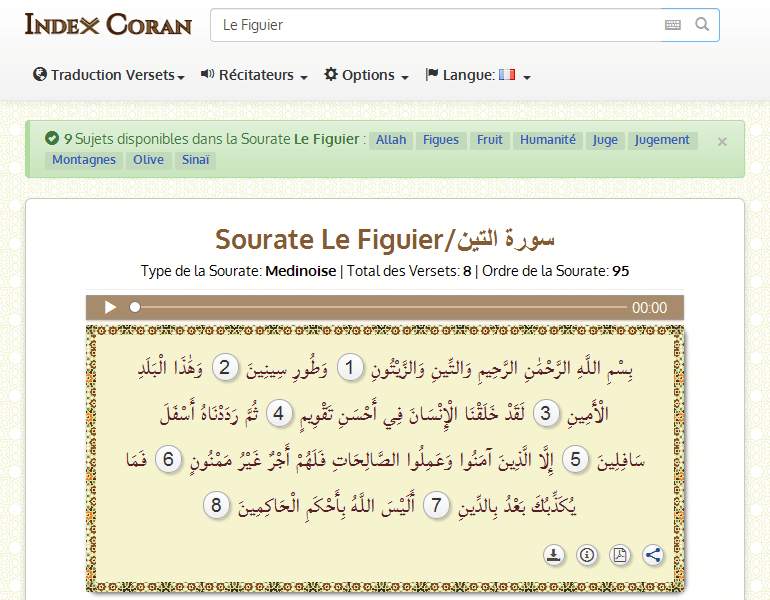 INDEX CORAN
Le Figuier
Traduction Versets
Récitateurs
Options
Langue:
9 Sujets disponibles dans la Sourate Le Figuier : Allah Figues Fruit Humanité Juge Jugement
Montagnes Olive Sinaï
×
Sourate Le Figuier/سورة التين
Type de la Sourate: Medinoise | Total des Versets: 8 | Ordre de la Sourate: 95
00:00
بِسْمِ اللَّهِ الرَّحْمَٰنِ الرَّحِيمِ وَالتِّينِ وَالزَّيْتُونِ 1 وَطُورِ سِينِينَ 2 وَهَٰذَا الْبَلَدِ
الْأَمِينِ 3 لَقَدْ خَلَقْنَا الْإِنْسَانَ فِي أَحْسَنِ تَقْوِيمٍ 4 ثُمَّ رَدَدْنَاهُ أَسْفَلَ
سَافِلِينَ 5 إِلَّا الَّذِينَ آمَنُوا وَعَمِلُوا الصَّالِحَاتِ فَلَهُمْ أَجْرٌ غَيْرُ مَمْنُونٍ 6 فَمَا
يُكَذِّبُكَ بَعْدُ بِالدِّينِ 7 أَلَيْسَ اللَّهُ بِأَحْكَمِ الْحَاكِمِينَ 8